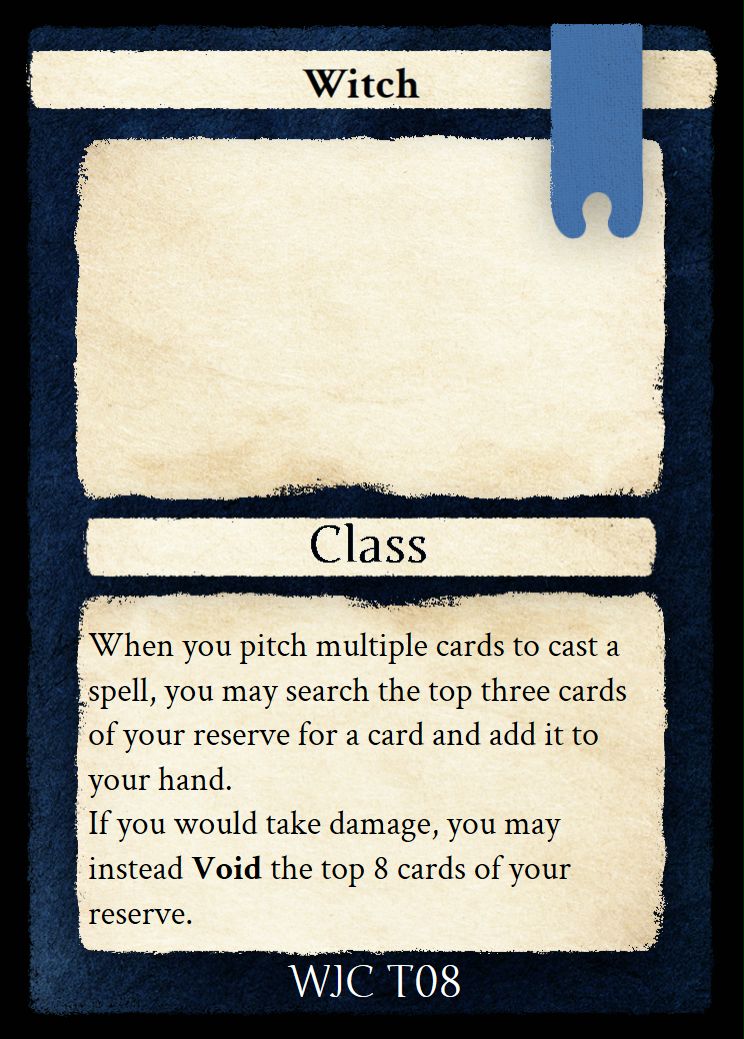 Witch
Class
When you pitch multiple cards to cast a
spell, you may search the top three cards
of your reserve for a card and add it to
your hand.
If you would take damage, you may
instead Void the top 8 cards of your
reserve.
WJC T08